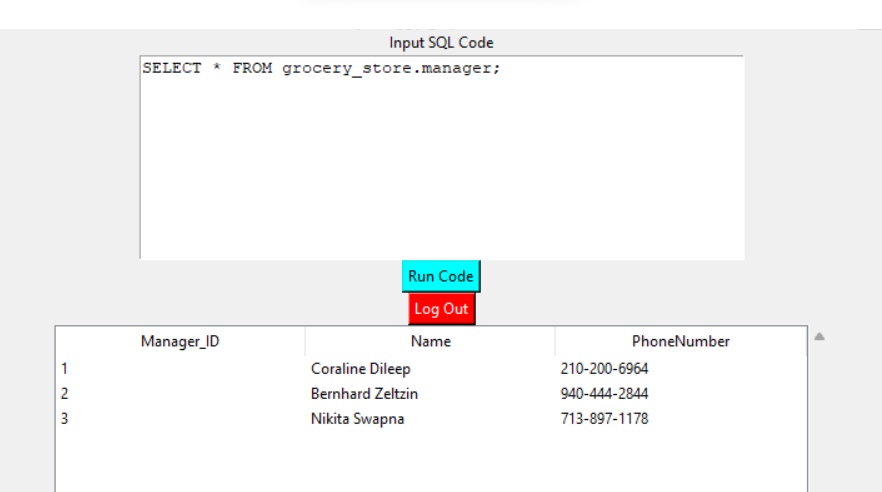 Input SQL Code
SELECT * FROM grocery_store.manager;
Run Code
Log Out
Manager_ID Name PhoneNumber
1 Coraline Dileep 210-200-6964
2 Bernhard Zeltzin 940-444-2844
3 Nikita Swapna 713-897-1178